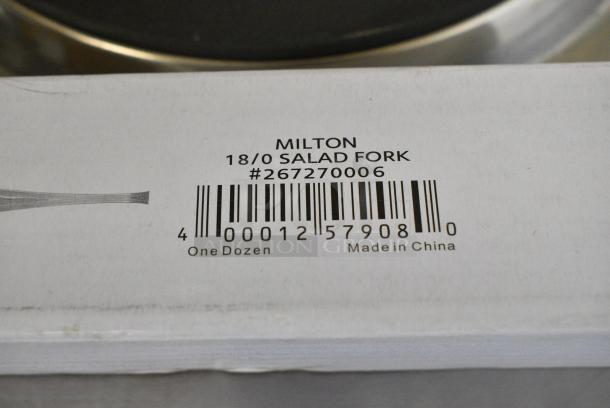 MILTON
18/0 SALAD FORK
#267270006
4 00012 57908 0
One Dozen Made in China